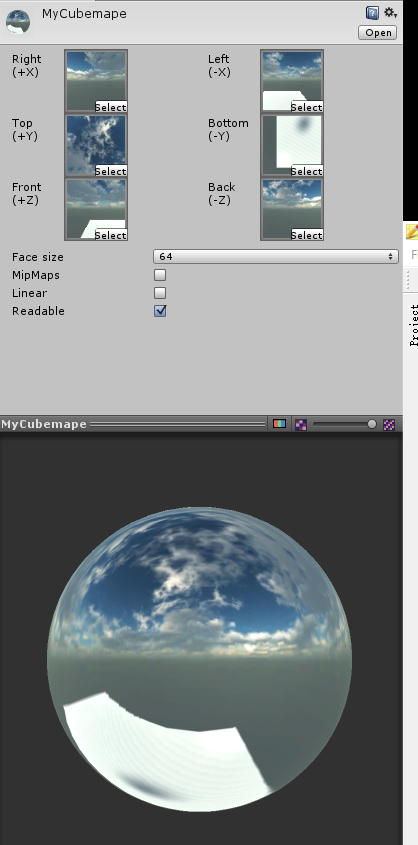 MyCubemape
Open
Right
(+X)
Select
Left
(-X)
Select
Top
(+Y)
Select
Bottom
(-Y)
Select
Front
(+Z)
Select
Back
(-Z)
Select
Face size 64
MipMaps
Linear
Readable
MyCubemape
F
Project